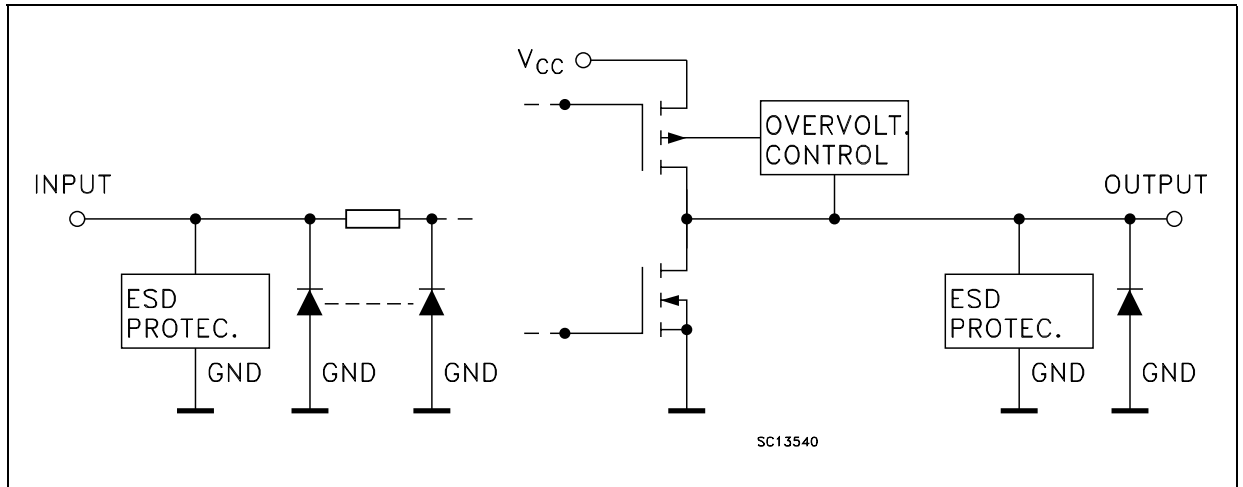 VCC
OVERVOLT.
CONTROL
INPUT
OUTPUT
ESD
PROTEC.
GND
GND
GND
ESD
PROTEC.
GND
GND
SC13540